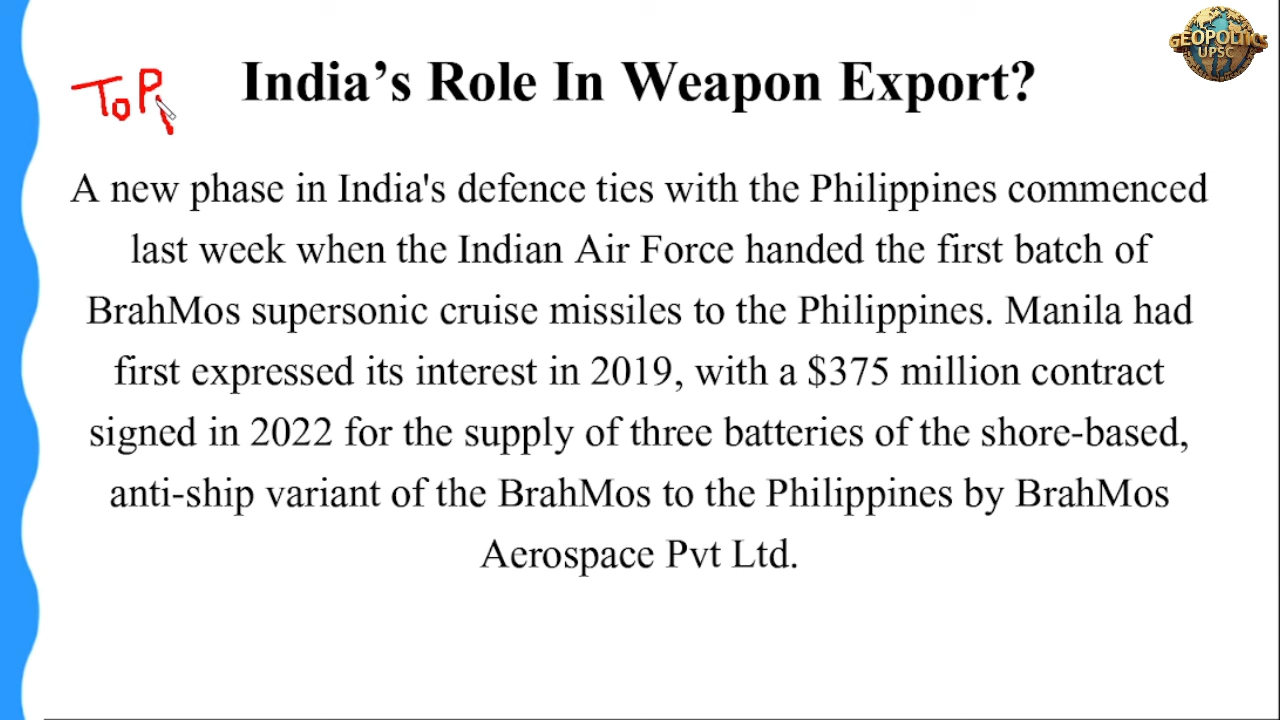 GEOPOLITICS
UPSC
TOP
India’s Role In Weapon Export?
A new phase in India's defence ties with the Philippines commenced
last week when the Indian Air Force handed the first batch of
BrahMos supersonic cruise missiles to the Philippines. Manila had
first expressed its interest in 2019, with a $375 million contract
signed in 2022 for the supply of three batteries of the shore-based,
anti-ship variant of the BrahMos to the Philippines by BrahMos
Aerospace Pvt Ltd.